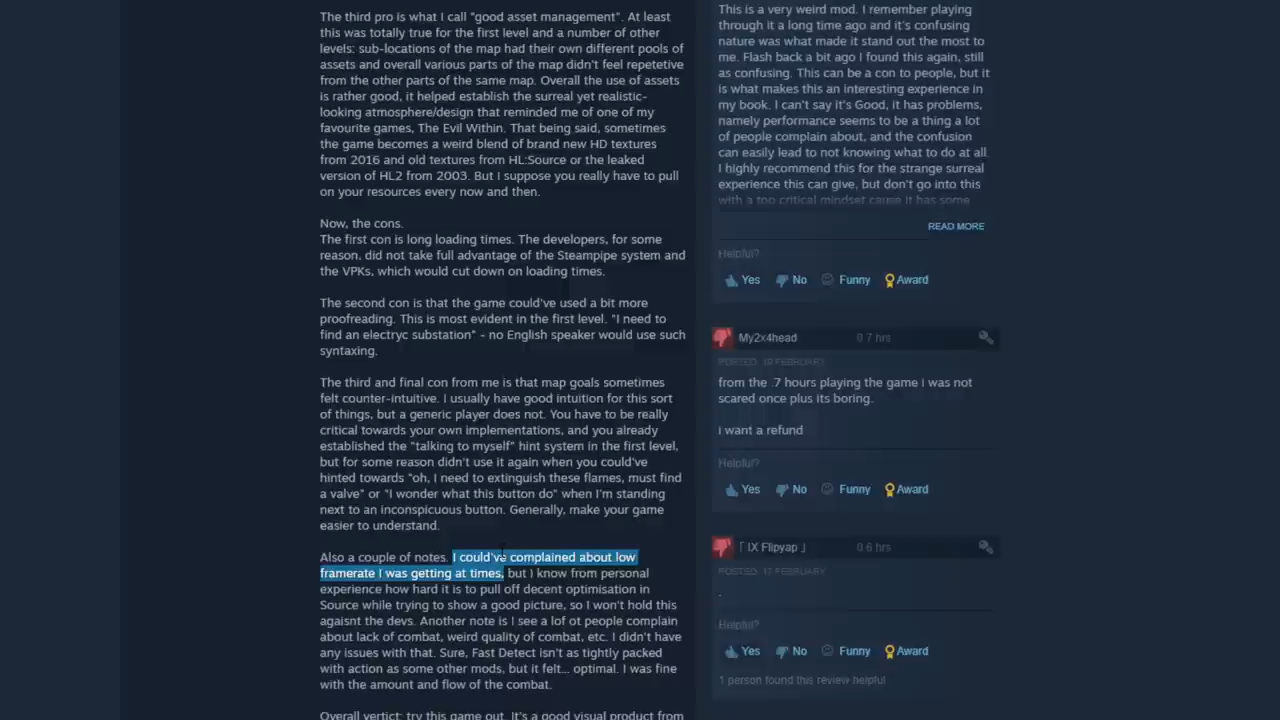 The third pro is what I call "good asset management". At least
this was totally true for the first level and a number of other
levels: sub-locations of the map had their own different pools of
assets and overall various parts of the map didn't feel repetetive
from the other parts of the same map. Overall the use of assets
is rather good, it helped establish the surreal yet realistic-
looking atmosphere/design that reminded me of one of my
favourite games, The Evil Within. That being said, sometimes
the game becomes a weird blend of brand new HD textures
from 2016 and old textures from HL:Source or the leaked
version of HL2 from 2003. But I suppose you really have to pull
on your resources every now and then.
Now, the cons.
The first con is long loading times. The developers, for some
reason, did not take full advantage of the Steampipe system and
the VPKs, which would cut down on loading times.
The second con is that the game could've used a bit more
proofreading. This is most evident in the first level. "I need to
find an electryc substation" - no English speaker would use such
syntaxing.
The third and final con from me is that map goals sometimes
felt counter-intuitive. I usually have good intuition for this sort
of things, but a generic player does not. You have to be really
critical towards your own implementations, and you already
established the "talking to myself" hint system in the first level,
but for some reason didn't use it again when you could've
hinted towards "oh, I need to extinguish these flames, must find
a valve" or "I wonder what this button do" when I'm standing
next to an inconspicuous button. Generally, make your game
easier to understand.
Also a couple of notes. I could've complained about low
framerate I was getting at times, but I know from personal
experience how hard it is to pull off decent optimisation in
Source while trying to show a good picture, so I won't hold this
agaisnt the devs. Another note is I see a lof ot people complain
about lack of combat, weird quality of combat, etc. I didn't have
any issues with that. Sure, Fast Detect isn't as tightly packed
with action as some other mods, but it felt... optimal. I was fine
with the amount and flow of the combat.
Overall vertict: try this game out. It's a good visual product from
This is a very weird mod. I remember playing
through it a long time ago and it's confusing
nature was what made it stand out the most to
me. Flash back a bit ago I found this again, still
as confusing. This can be a con to people, but it
is what makes this an interesting experience in
my book. I can't say it's Good, it has problems,
namely performance seems to be a thing a lot
of people complain about, and the confusion
can easily lead to not knowing what to do at all.
I highly recommend this for the strange surreal
experience this can give, but don't go into this
with a too critical mindset cause it has some
READ MORE
Helpful?
Yes No Funny Award
My2x4head 0.7 hrs
POSTED: 19 FEBRUARY
from the .7 hours playing the game i was not
scared once plus its boring.
i want a refund
Helpful?
Yes No Funny Award
「 IX Flipyap 」 0.6 hrs
POSTED: 17 FEBRUARY
.
Helpful?
Yes No Funny Award
1 person found this review helpful